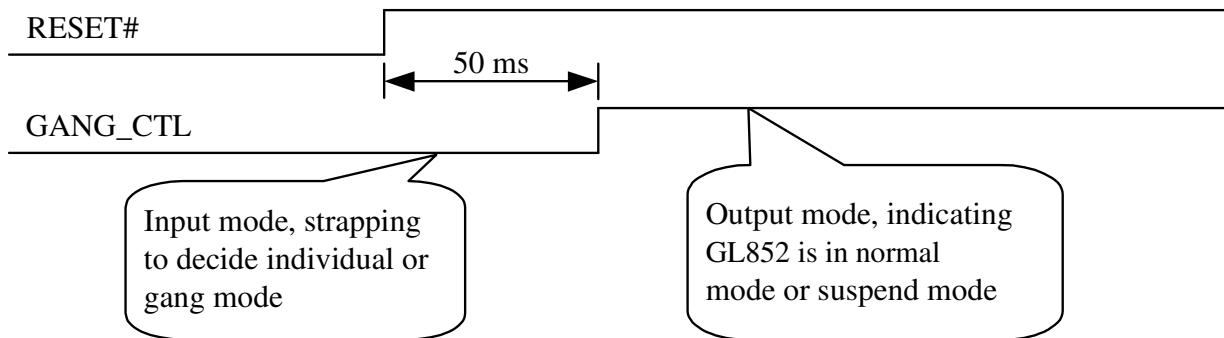 RESET#
50 ms
GANG_CTL
Input mode, strapping
to decide individual or
gang mode
Output mode, indicating
GL852 is in normal
mode or suspend mode